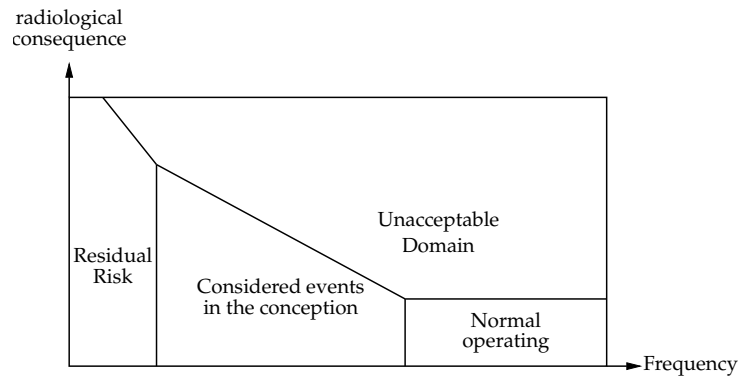 radiological
consequence
Unacceptable
Domain
Residual
Risk
Considered events
in the conception
Normal
operating
Frequency